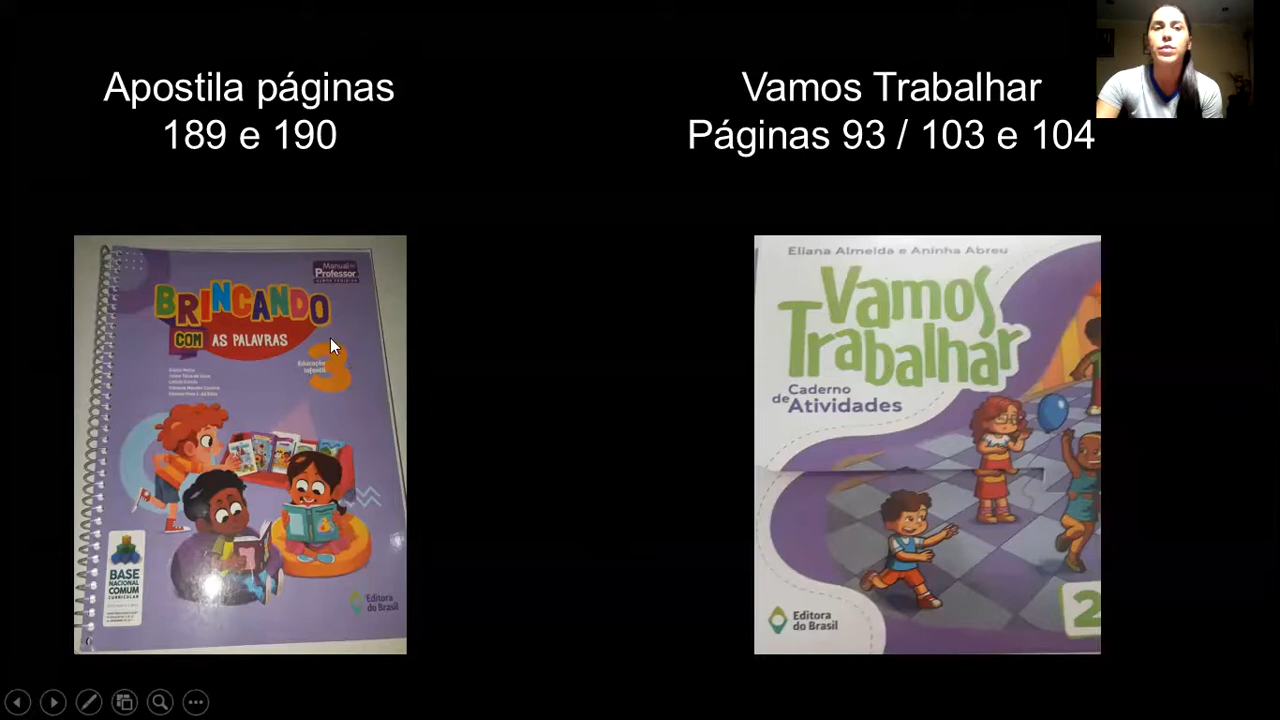 Apostila páginas
189 e 190
Vamos Trabalhar
Páginas 93 / 103 e 104
Manual do
Professor
BRINCANDO
COM AS PALAVRAS
Educação
Infantil
3
BASE
NACIONAL
COMUM
CURRICULAR
Editora
do Brasil
Eliana Almeida e Aninha Abreu
Vamos
Trabalhar
Caderno
de Atividades
2
Editora
do Brasil